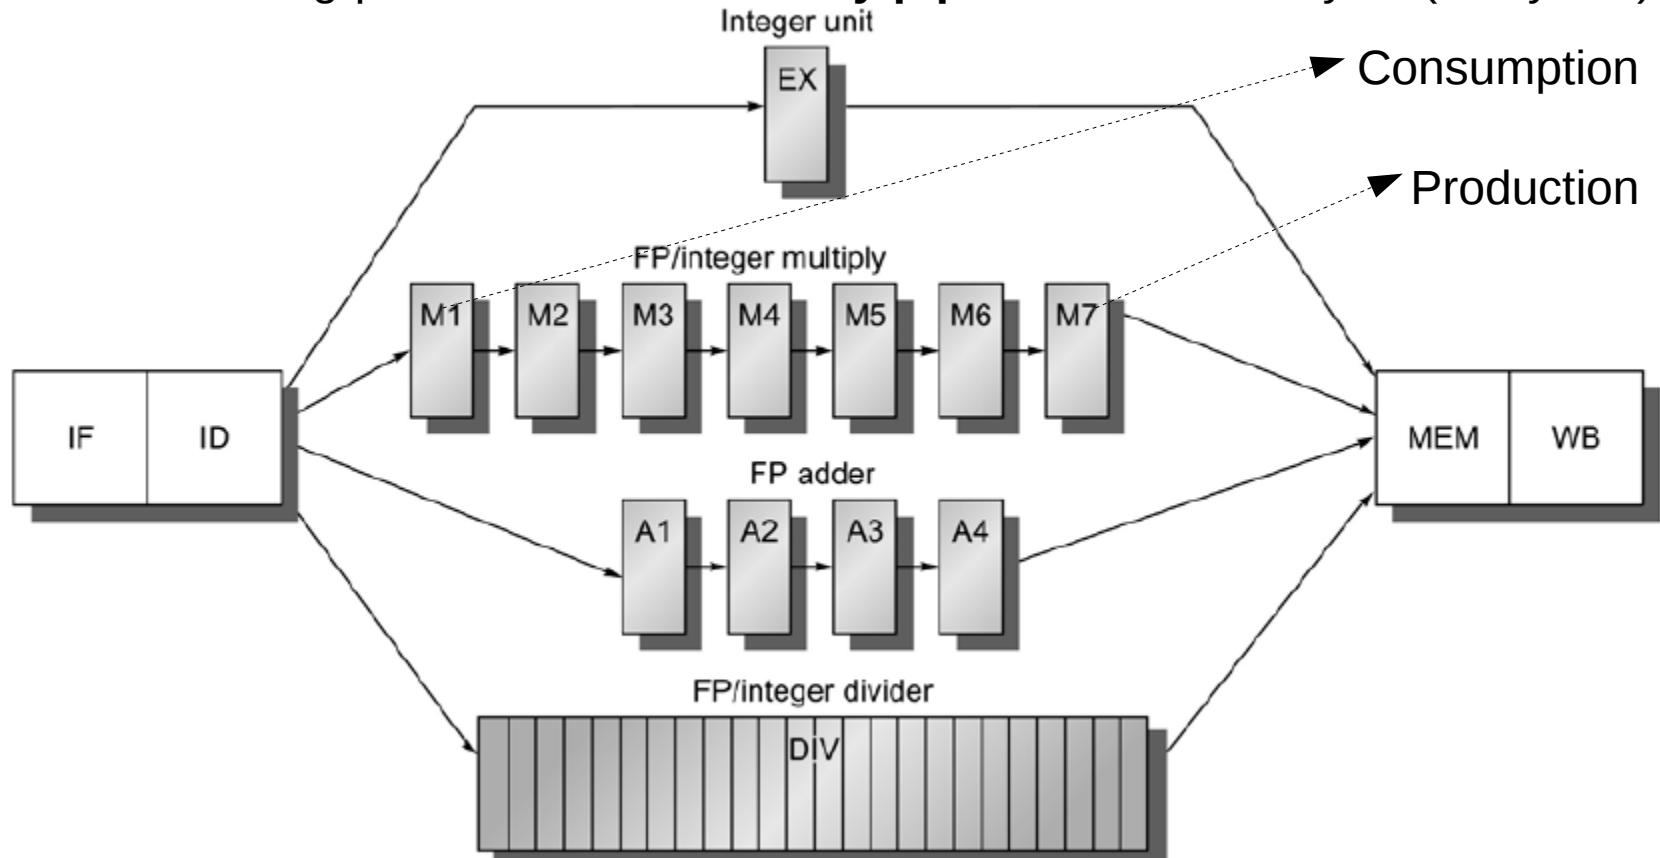 Integer unit
EX
Consumption
Production
FP/integer multiply
M1 M2 M3 M4 M5 M6 M7
IF ID
MEM WB
FP adder
A1 A2 A3 A4
FP/integer divider
DIV